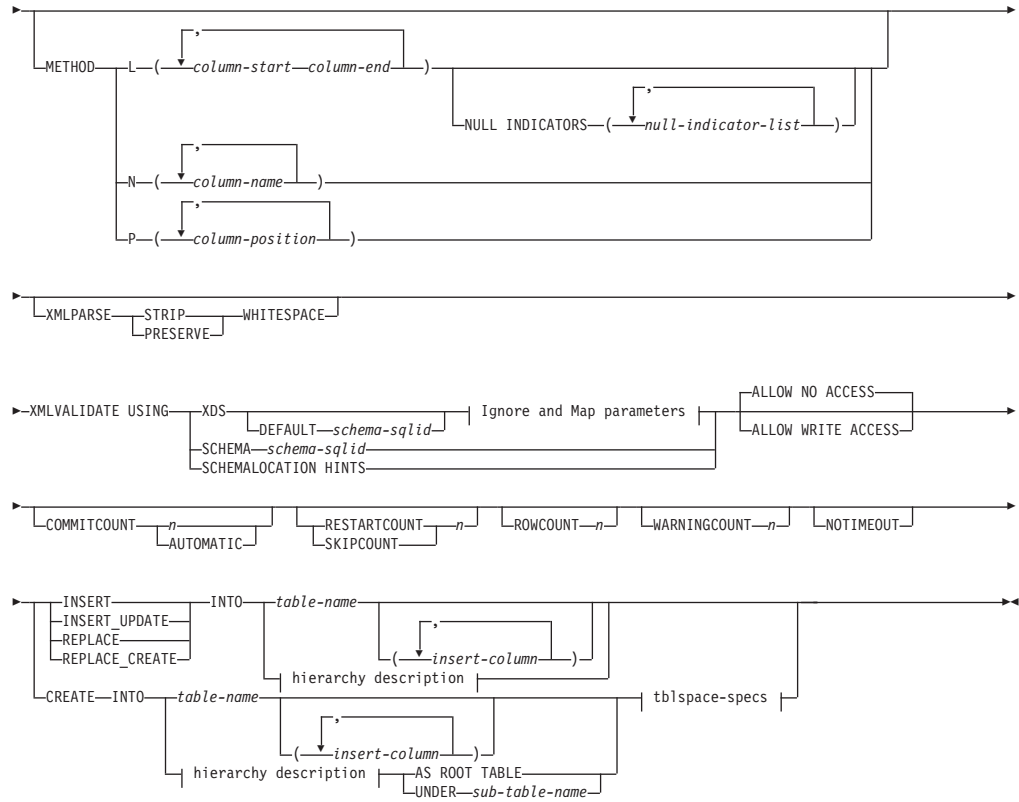 ,
METHOD L ( column-start column-end )
,
NULL INDICATORS ( null-indicator-list )
,
N ( column-name )
,
P ( column-position )
XMLPARSE STRIP WHITESPACE
PRESERVE
ALLOW NO ACCESS
XMLVALIDATE USING XDS Ignore and Map parameters
DEFAULT schema-sqlid ALLOW WRITE ACCESS
SCHEMA schema-sqlid
SCHEMALOCATION HINTS
COMMITCOUNT n RESTARTCOUNT n ROWCOUNT n WARNINGCOUNT n NOTIMEOUT
AUTOMATIC SKIPCOUNT
INSERT INTO table-name
INSERT_UPDATE ,
REPLACE
REPLACE_CREATE ( insert-column )
hierarchy description
CREATE INTO table-name tblspace-specs
,
( insert-column )
hierarchy description AS ROOT TABLE
UNDER sub-table-name